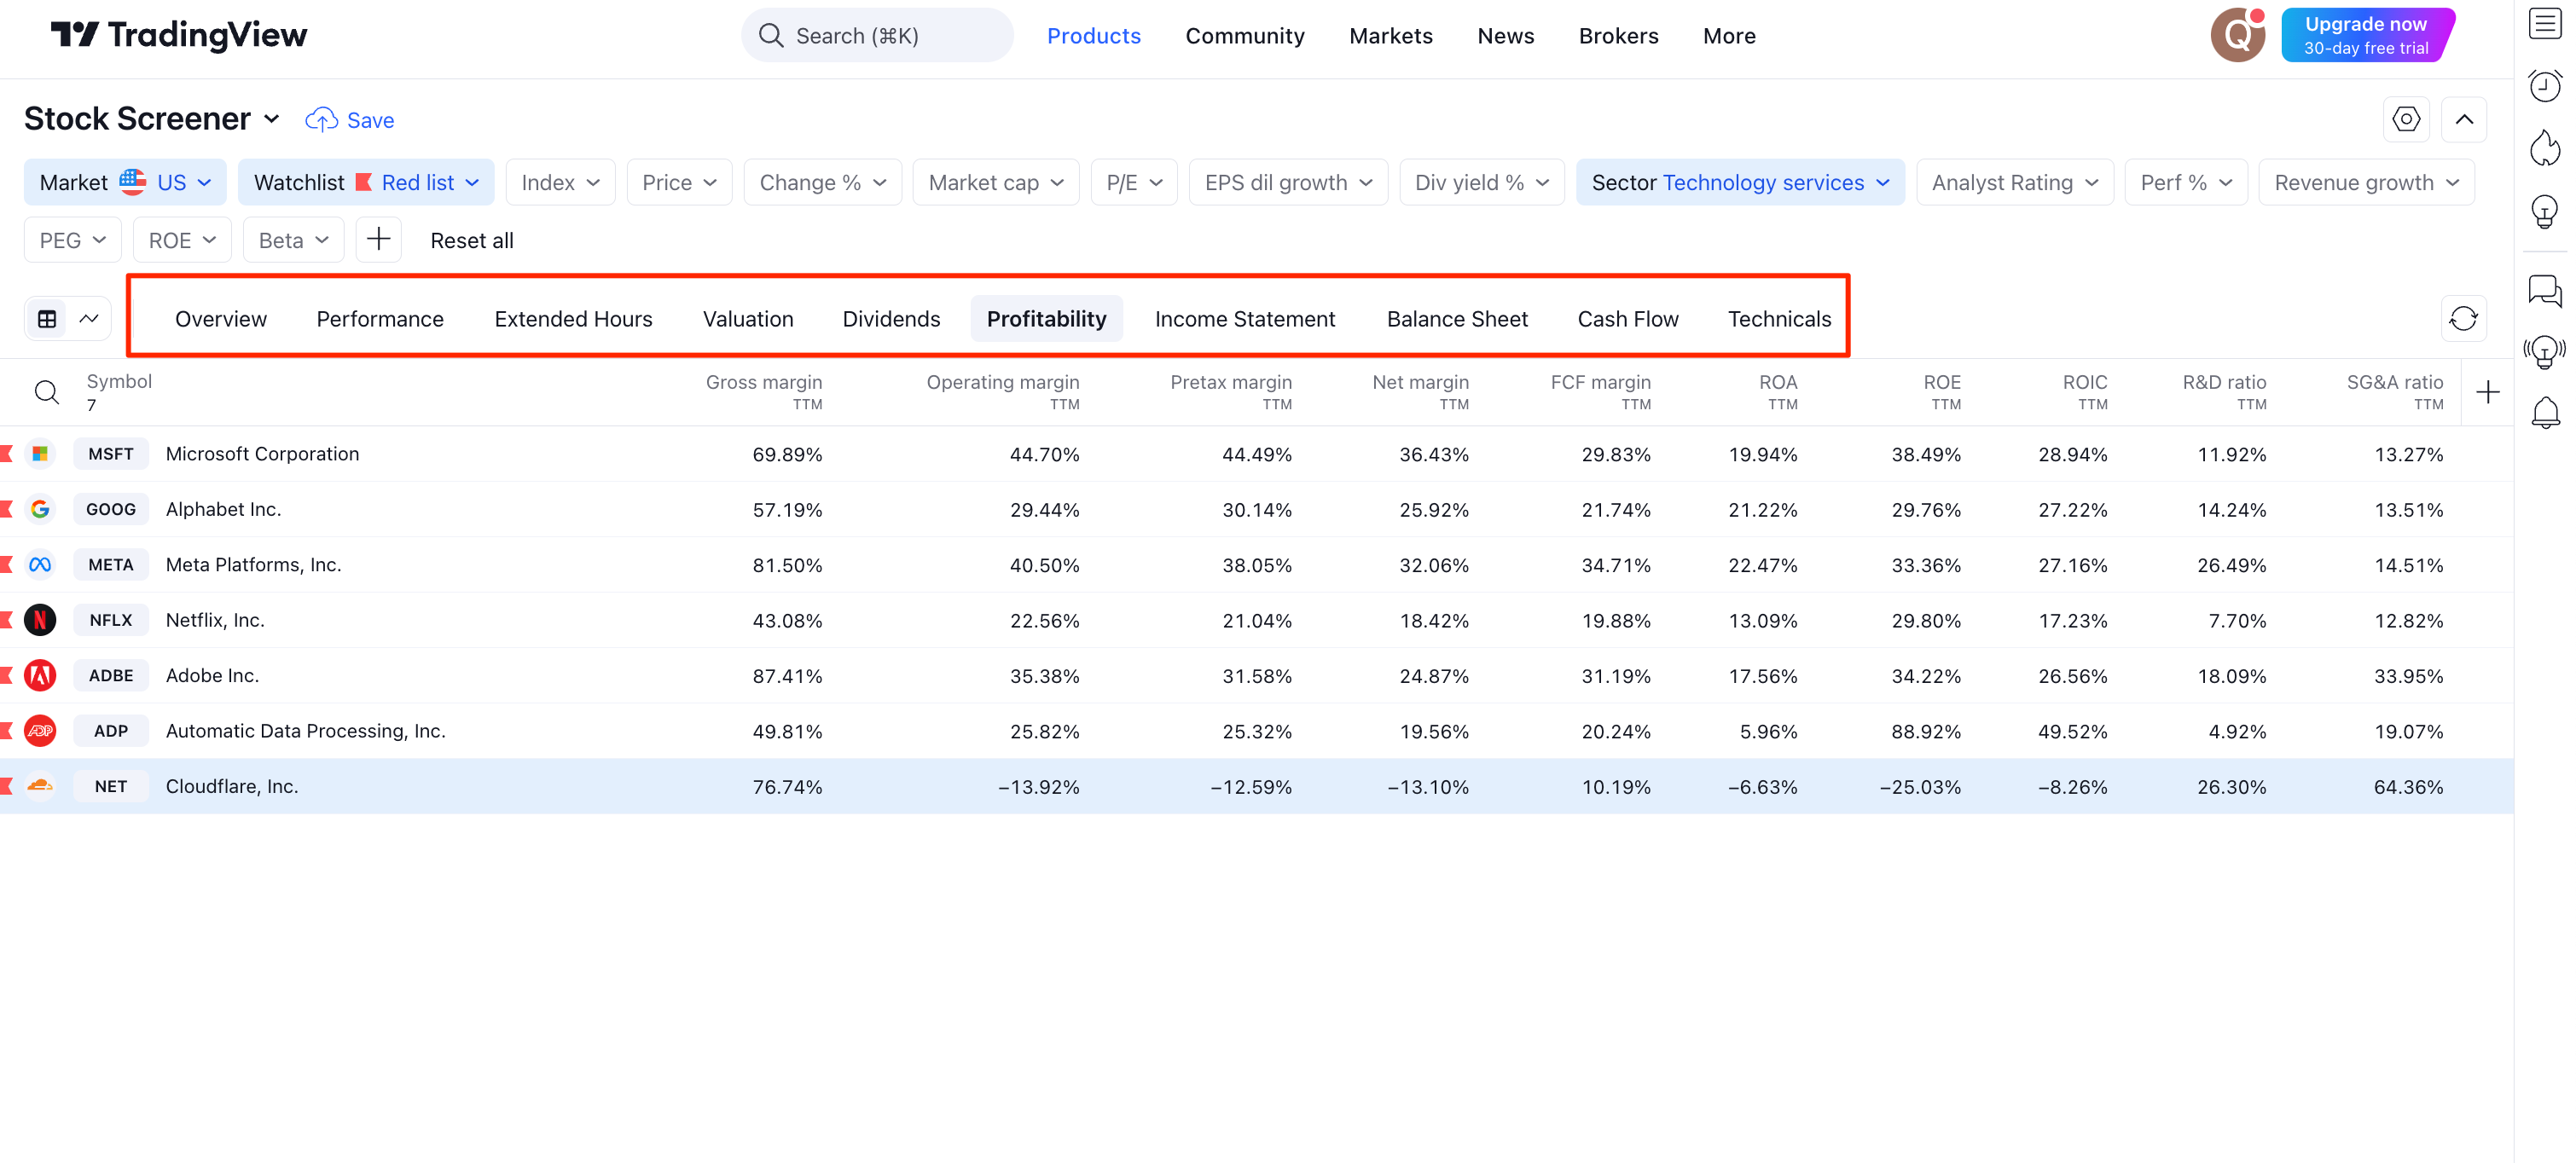 TradingView Search (⌘K) Products Community Markets News Brokers More Q Upgrade now
30-day free trial
Stock Screener Save
Market US Watchlist Red list Index Price Change % Market cap P/E EPS dil growth Div yield % Sector Technology services Analyst Rating Perf % Revenue growth
PEG ROE Beta + Reset all
Overview Performance Extended Hours Valuation Dividends Profitability Income Statement Balance Sheet Cash Flow Technicals
Symbol Gross margin Operating margin Pretax margin Net margin FCF margin ROA ROE ROIC R&D ratio SG&A ratio
7 TTM TTM TTM TTM TTM TTM TTM TTM TTM TTM
MSFT Microsoft Corporation 69.89% 44.70% 44.49% 36.43% 29.83% 19.94% 38.49% 28.94% 11.92% 13.27%
GOOG Alphabet Inc. 57.19% 29.44% 30.14% 25.92% 21.74% 21.22% 29.76% 27.22% 14.24% 13.51%
META Meta Platforms, Inc. 81.50% 40.50% 38.05% 32.06% 34.71% 22.47% 33.36% 27.16% 26.49% 14.51%
N NFLX Netflix, Inc. 43.08% 22.56% 21.04% 18.42% 19.88% 13.09% 29.80% 17.23% 7.70% 12.82%
ADBE Adobe Inc. 87.41% 35.38% 31.58% 24.87% 31.19% 17.56% 34.22% 26.56% 18.09% 33.95%
ADP ADP Automatic Data Processing, Inc. 49.81% 25.82% 25.32% 19.56% 20.24% 5.96% 88.92% 49.52% 4.92% 19.07%
NET Cloudflare, Inc. 76.74% −13.92% −12.59% −13.10% 10.19% −6.63% −25.03% −8.26% 26.30% 64.36%